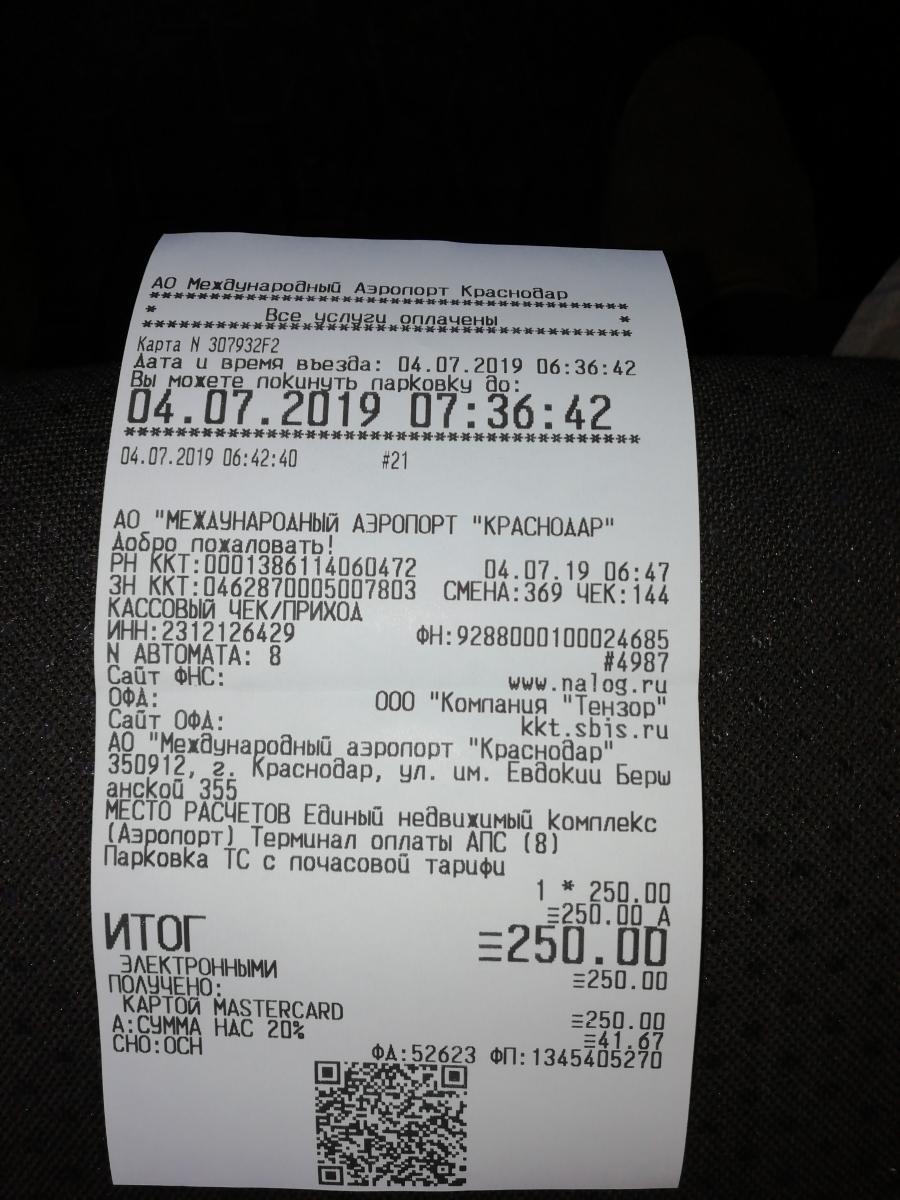 АО Международный Аэропорт Краснодар
*********************************************
* Все услуги оплачены *
*********************************************
Карта N 307932F2
Дата и время въезда: 04.07.2019 06:36:42
Вы можете покинуть парковку до:
04.07.2019 07:36:42
*********************************************
04.07.2019 06:42:40 #21
АО "МЕЖДУНАРОДНЫЙ АЭРОПОРТ "КРАСНОДАР"
Добро пожаловать!
РН ККТ:0001386114060472 04.07.19 06:47
ЗН ККТ:0462870005007803 СМЕНА:369 ЧЕК:144
КАССОВЫЙ ЧЕК/ПРИХОД
ИНН:2312126429 ФН:9288000100024685
N АВТОМАТА: 8 #4987
Сайт ФНС: www.nalog.ru
ОФД: ООО "Компания "Тензор"
Сайт ОФД: kkt.sbis.ru
АО "Международный аэропорт "Краснодар"
350912, г. Краснодар, ул. им. Евдокии Берш
анской 355
МЕСТО РАСЧЕТОВ Единый недвижимый комплекс
(Аэропорт) Терминал оплаты АПС (8)
Парковка ТС с почасовой тарифи
1 * 250.00
≡250.00 А
ИТОГ ≡250.00
ЭЛЕКТРОННЫМИ ≡250.00
ПОЛУЧЕНО:
КАРТОЙ MASTERCARD ≡250.00
А:СУММА НДС 20% ≡41.67
СНО:ОСН ФД:52623 ФП:1345405270